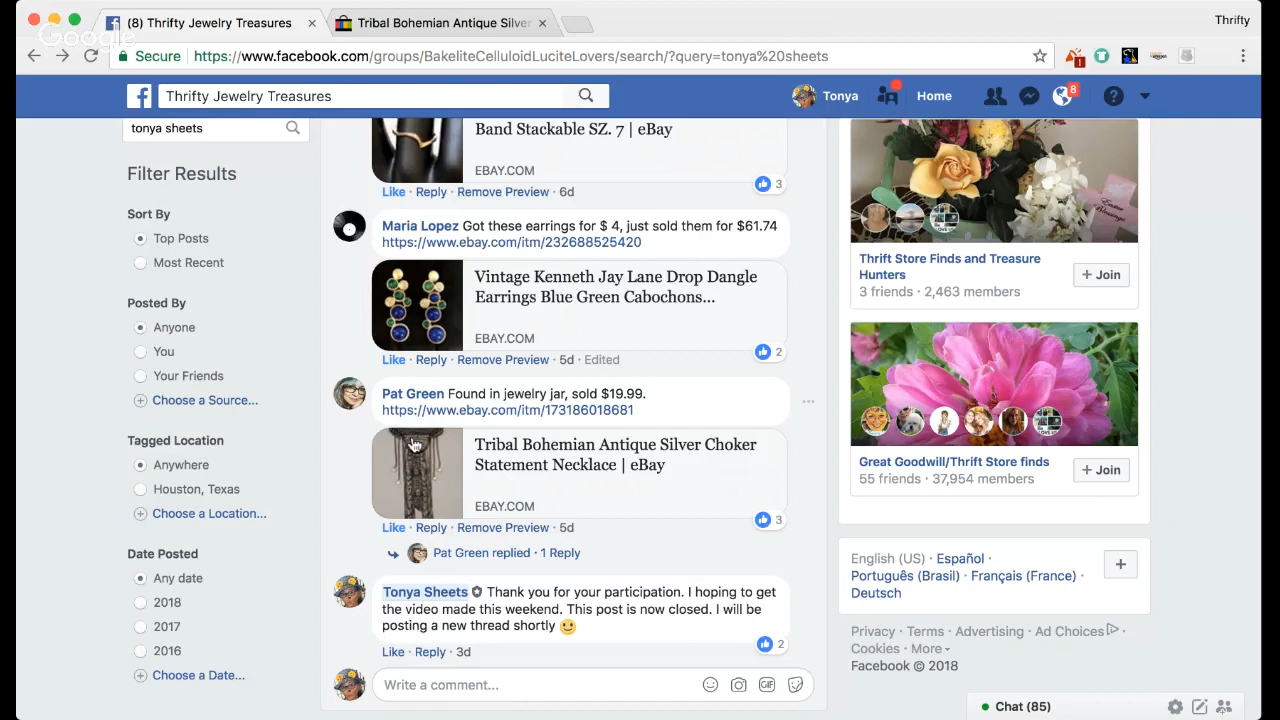 (8) Thrifty Jewelry Treasures
Tribal Bohemian Antique Silver
Thrifty
Google
Secure
https://www.facebook.com/groups/BakeliteCelluloidLuciteLovers/search/?query=tonya%20sheets
1
Thrifty Jewelry Treasures
Tonya
Home
8
tonya sheets
Filter Results
Sort By
Top Posts
Most Recent
Posted By
Anyone
You
Your Friends
Choose a Source...
Tagged Location
Anywhere
Houston, Texas
Choose a Location...
Date Posted
Any date
2018
2017
2016
Choose a Date...
Band Stackable SZ. 7 | eBay
EBAY.COM
Like · Reply · Remove Preview · 6d
3
Maria Lopez Got these earrings for $ 4, just sold them for $61.74
https://www.ebay.com/itm/232688525420
Vintage Kenneth Jay Lane Drop Dangle
Earrings Blue Green Cabochons...
EBAY.COM
Like · Reply · Remove Preview · 5d · Edited
2
Pat Green Found in jewelry jar, sold $19.99.
https://www.ebay.com/itm/173186018681
Tribal Bohemian Antique Silver Choker
Statement Necklace | eBay
EBAY.COM
Like · Reply · Remove Preview · 5d
3
Pat Green replied · 1 Reply
Tonya Sheets Thank you for your participation. I hoping to get
the video made this weekend. This post is now closed. I will be
posting a new thread shortly
Like · Reply · 3d
2
Write a comment...
GIF
Thrift Store Finds and Treasure
Hunters
3 friends · 2,463 members
+ Join
Great Goodwill/Thrift Store finds
55 friends · 37,954 members
+ Join
English (US) · Español ·
Português (Brasil) · Français (France) ·
Deutsch
Privacy · Terms · Advertising · Ad Choices ·
Cookies · More
Facebook © 2018
Chat (85)